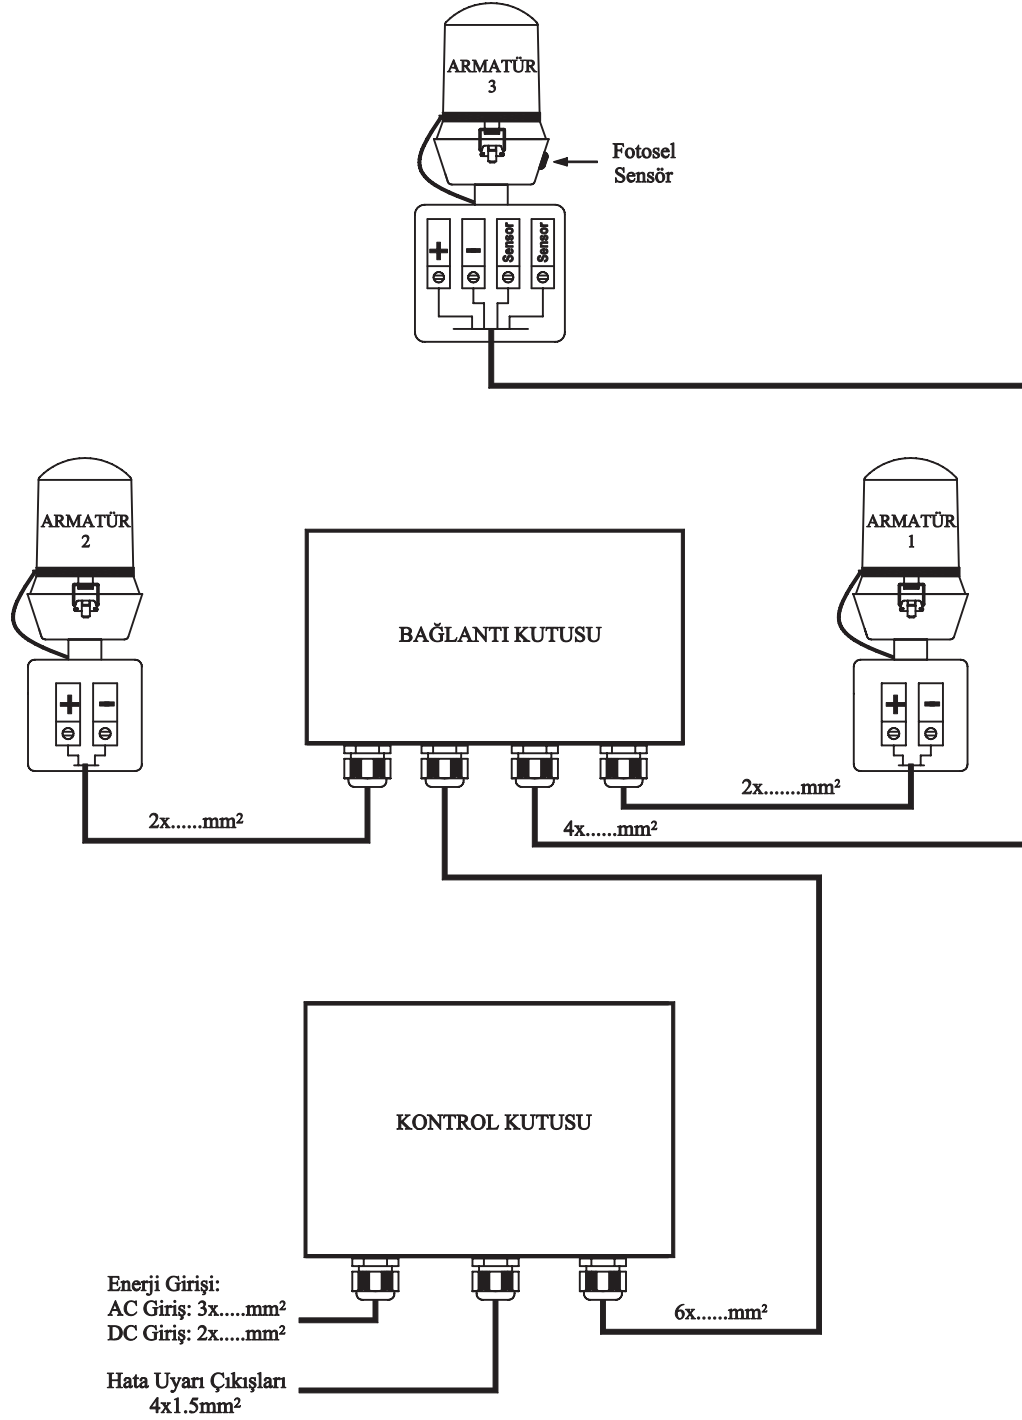 ARMATÜR
3
Fotosel
Sensör
+
-
Sensor
Sensor
ARMATÜR
2
+
-
BAĞLANTI KUTUSU
ARMATÜR
1
+
-
2x......mm²
4x......mm²
2x.......mm²
KONTROL KUTUSU
Enerji Girişi:
AC Giriş: 3x.....mm²
DC Giriş: 2x.....mm²
6x......mm²
Hata Uyarı Çıkışları
4x1.5mm²